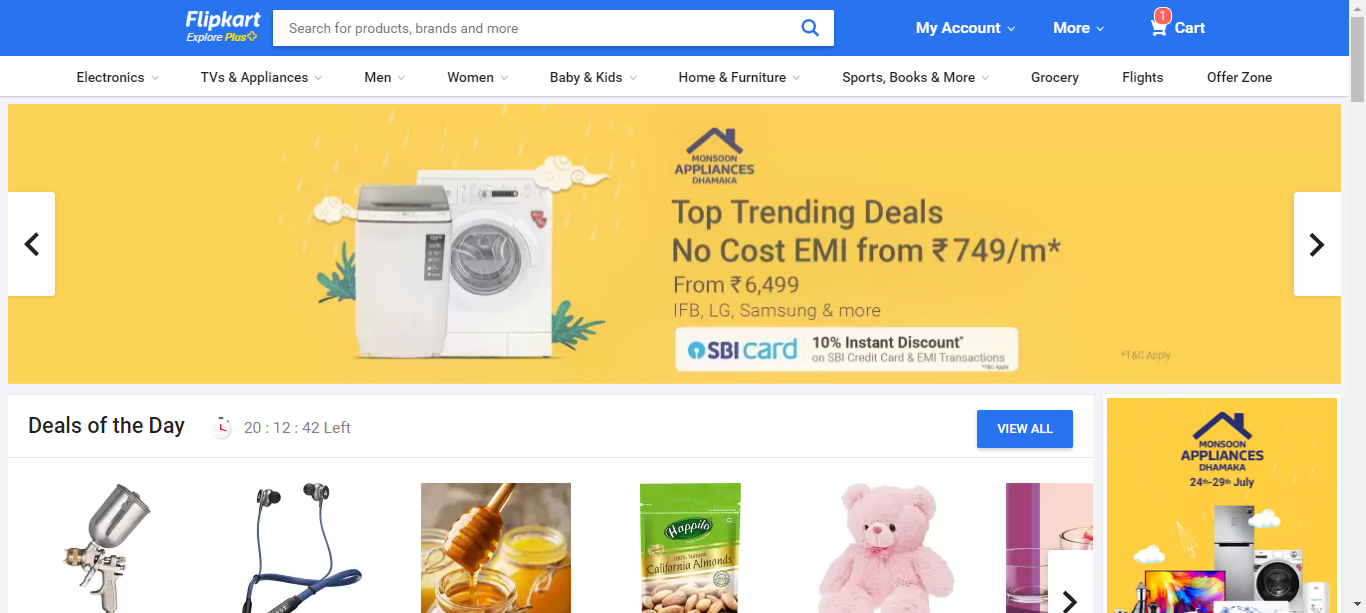 Flipkart
Explore Plus
Search for products, brands and more
My Account
More
1
Cart
Electronics
TVs & Appliances
Men
Women
Baby & Kids
Home & Furniture
Sports, Books & More
Grocery
Flights
Offer Zone
MONSOON
APPLIANCES
DHAMAKA
Top Trending Deals
No Cost EMI from ₹749/m*
From ₹6,499
IFB, LG, Samsung & more
SBI card
10% Instant Discount*
on SBI Credit Card & EMI Transactions
*T&C Apply
*T&C Apply
Deals of the Day
20 : 12 : 42 Left
VIEW ALL
MONSOON
APPLIANCES
DHAMAKA
24th-29th July
Happilo
100% Natural
California Almonds